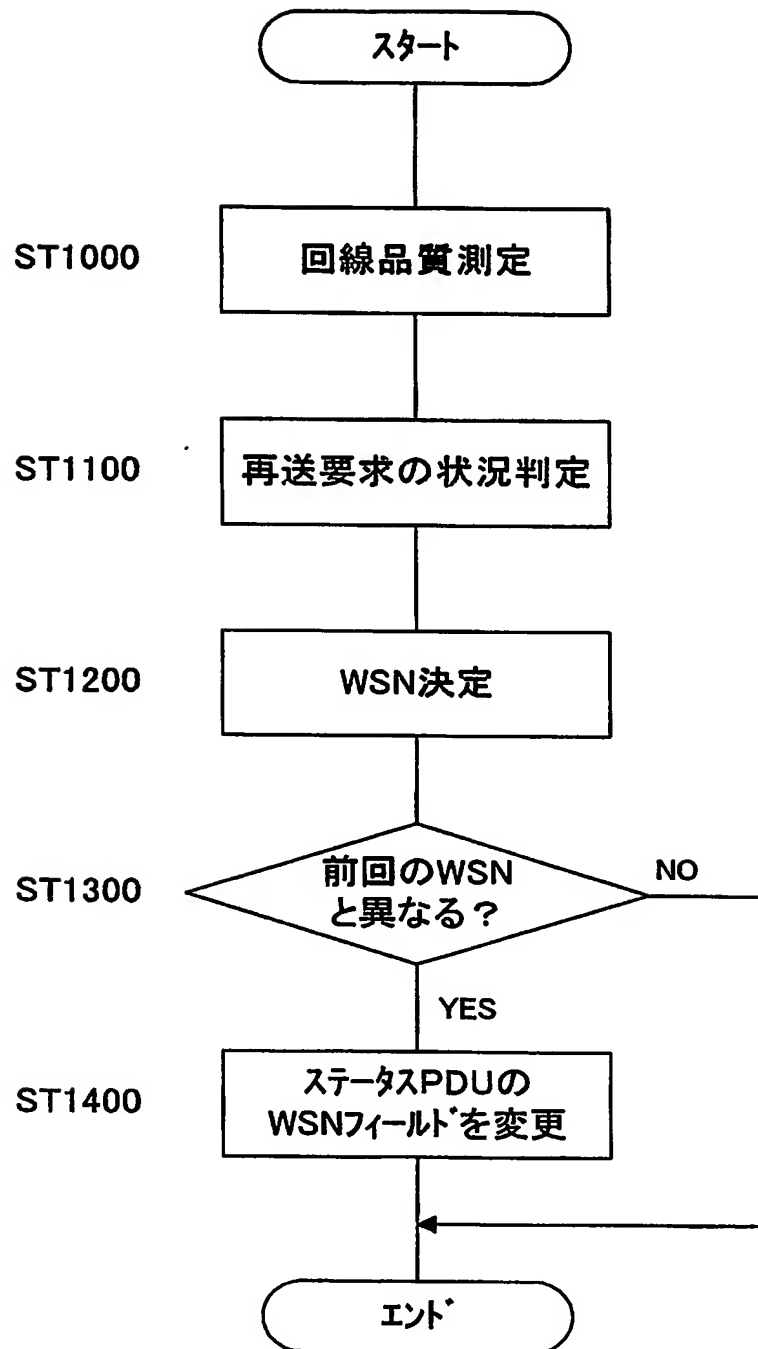 スタート
ST1000
回線品質測定
ST1100
再送要求の状況判定
ST1200
WSN決定
ST1300
前回のWSN
と異なる？
NO
YES
ST1400
ステータスPDUの
WSNフィールドを変更
エンド